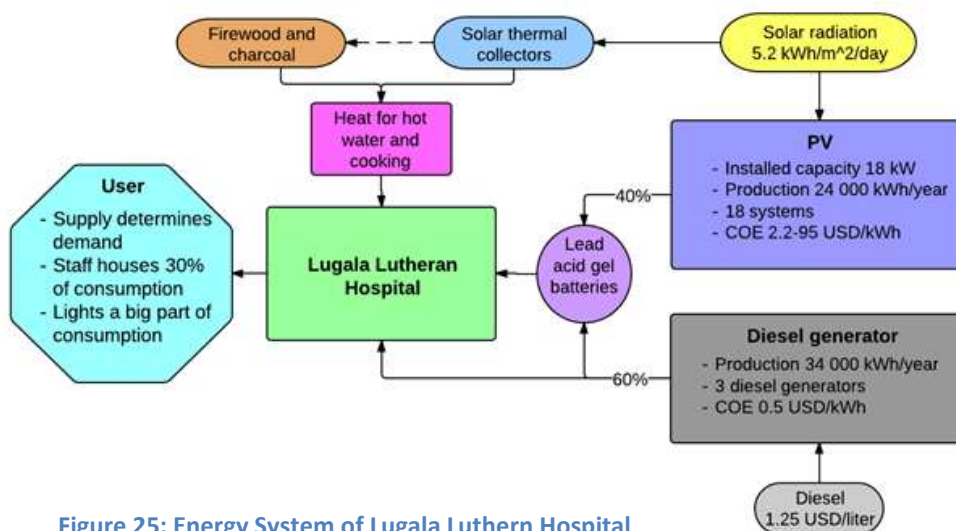 Firewood and
charcoal
Solar thermal
collectors
Solar radiation
5.2 kWh/m^2/day
Heat for hot
water and
cooking
PV
- Installed capacity 18 kW
- Production 24 000 kWh/year
- 18 systems
- COE 2.2-95 USD/kWh
40%
User
- Supply determines
demand
- Staff houses 30%
of consumption
- Lights a big part of
consumption
Lugala Lutheran
Hospital
Lead
acid gel
batteries
60%
Diesel generator
- Production 34 000 kWh/year
- 3 diesel generators
- COE 0.5 USD/kWh
Diesel
1.25 USD/liter
Figure 25: Energy System of Lugala Luthern Hospital